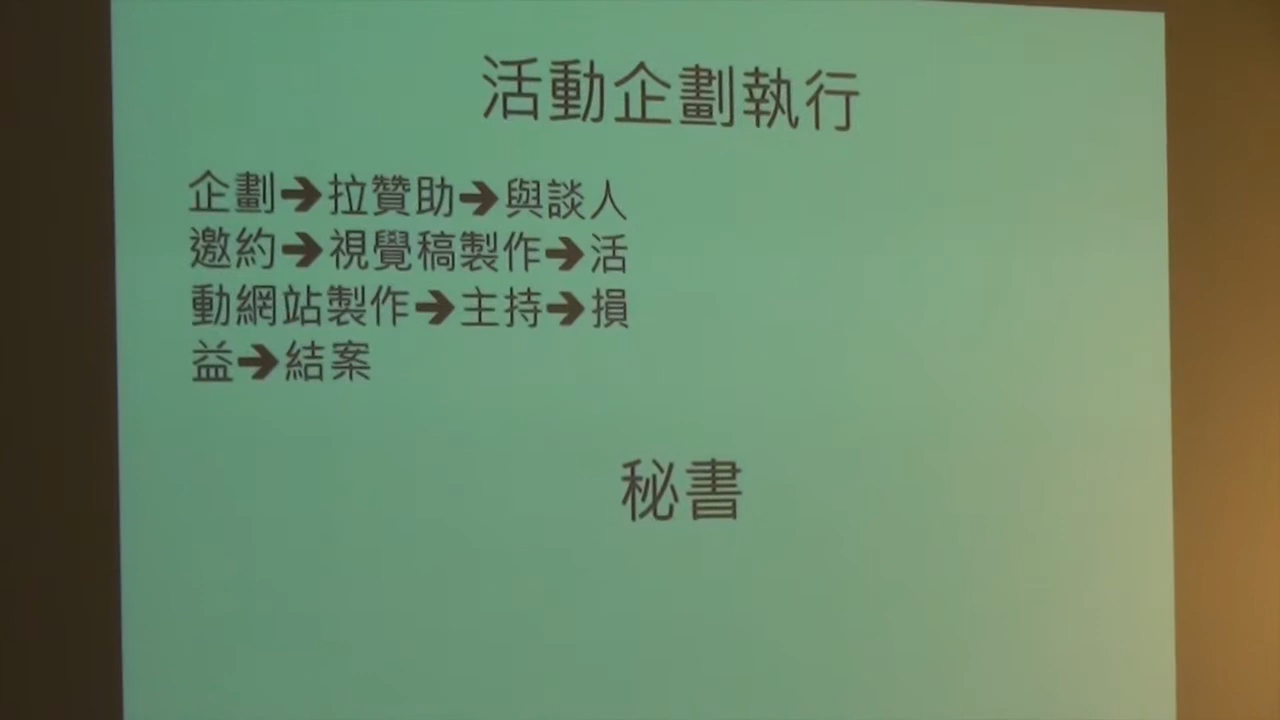 活動企劃執行
企劃➔拉贊助➔與談人
邀約➔視覺稿製作➔活
動網站製作➔主持➔損
益➔結案
秘書